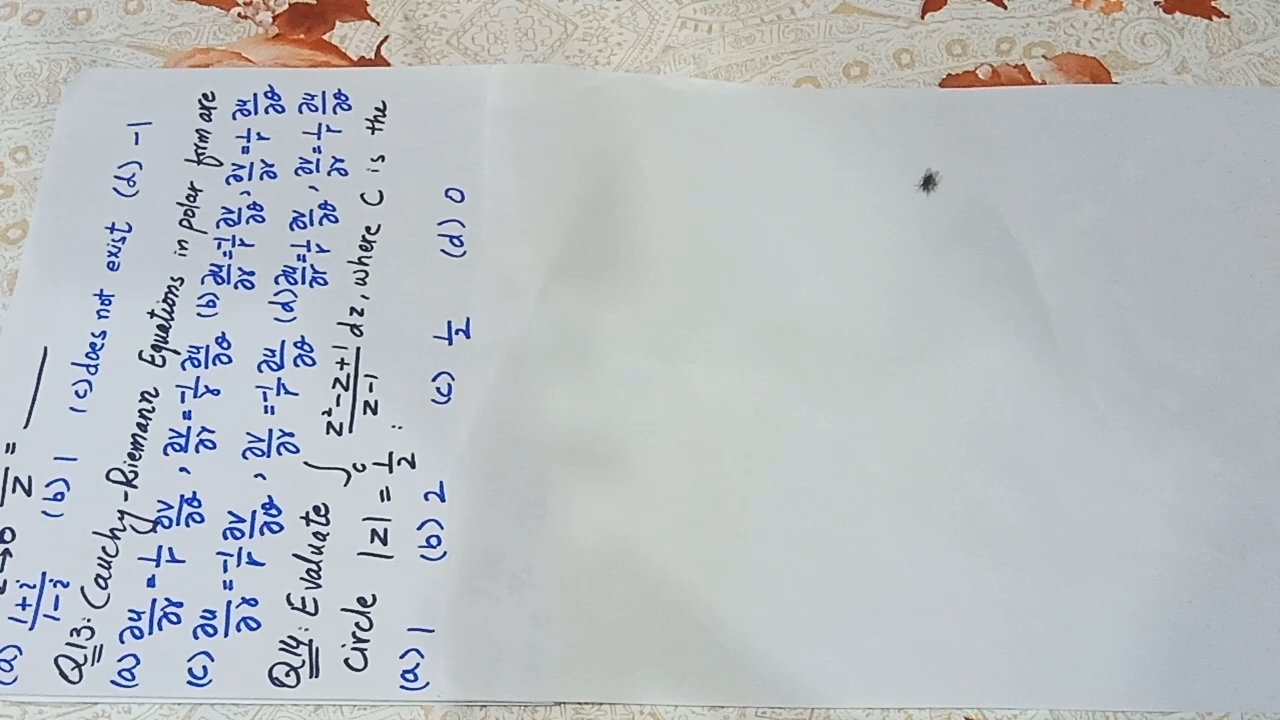 z→0 z̄/z = ______
(a) 1+i/1-i (b) 1 (c) does not exist (d) -1
Q13: Cauchy-Riemann Equations in polar form are
(a) ∂u/∂r = 1/r ∂v/∂θ, ∂v/∂r = -1/r ∂u/∂θ (b) ∂u/∂r = -1/r ∂v/∂θ, ∂v/∂r = 1/r ∂u/∂θ
(c) ∂u/∂r = -1/r ∂v/∂θ, ∂v/∂r = -1/r ∂u/∂θ (d) ∂u/∂r = 1/r ∂v/∂θ, ∂v/∂r = 1/r ∂u/∂θ
Q14: Evaluate ∫c z²-z+1/z-1 dz, where C is the
Circle |z| = 1/2 :
(a) 1 (b) 2 (c) 1/2 (d) 0